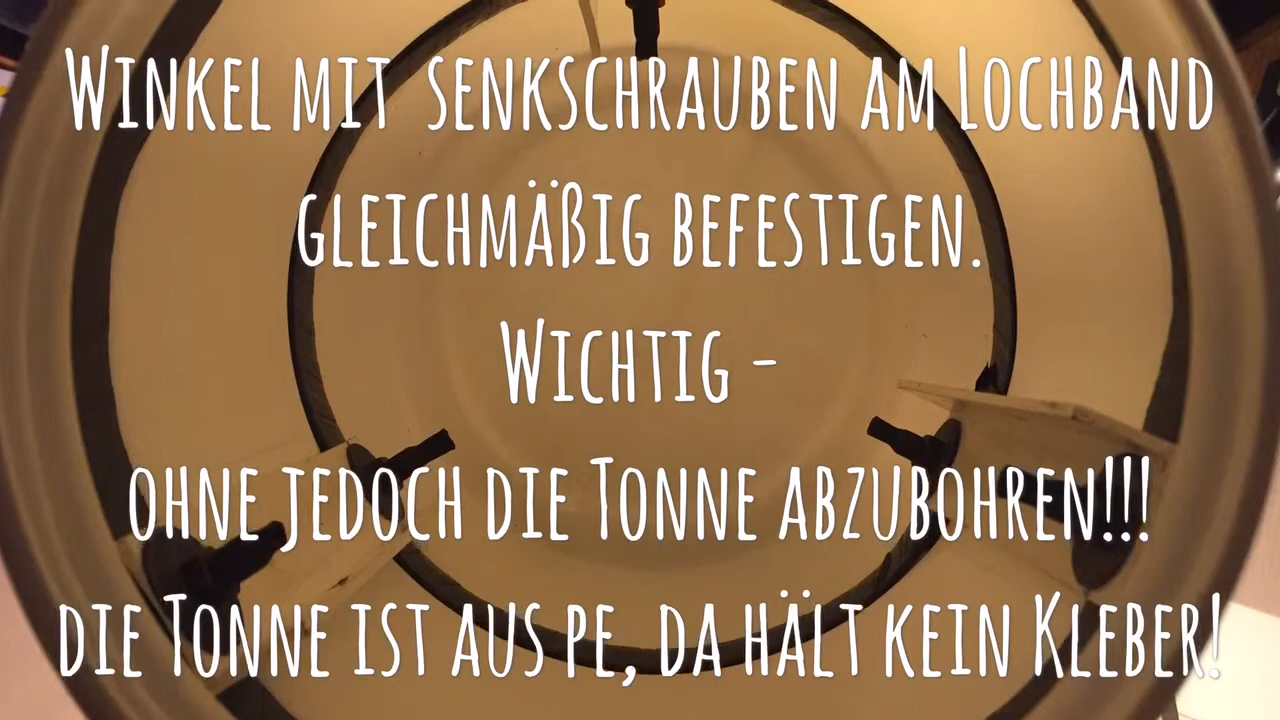 Winkel mit senkschrauben am Lochband
gleichmäßig befestigen.
Wichtig -
ohne jedoch die Tonne abzubohren!!!
die Tonne ist aus PE, da hält kein Kleber!